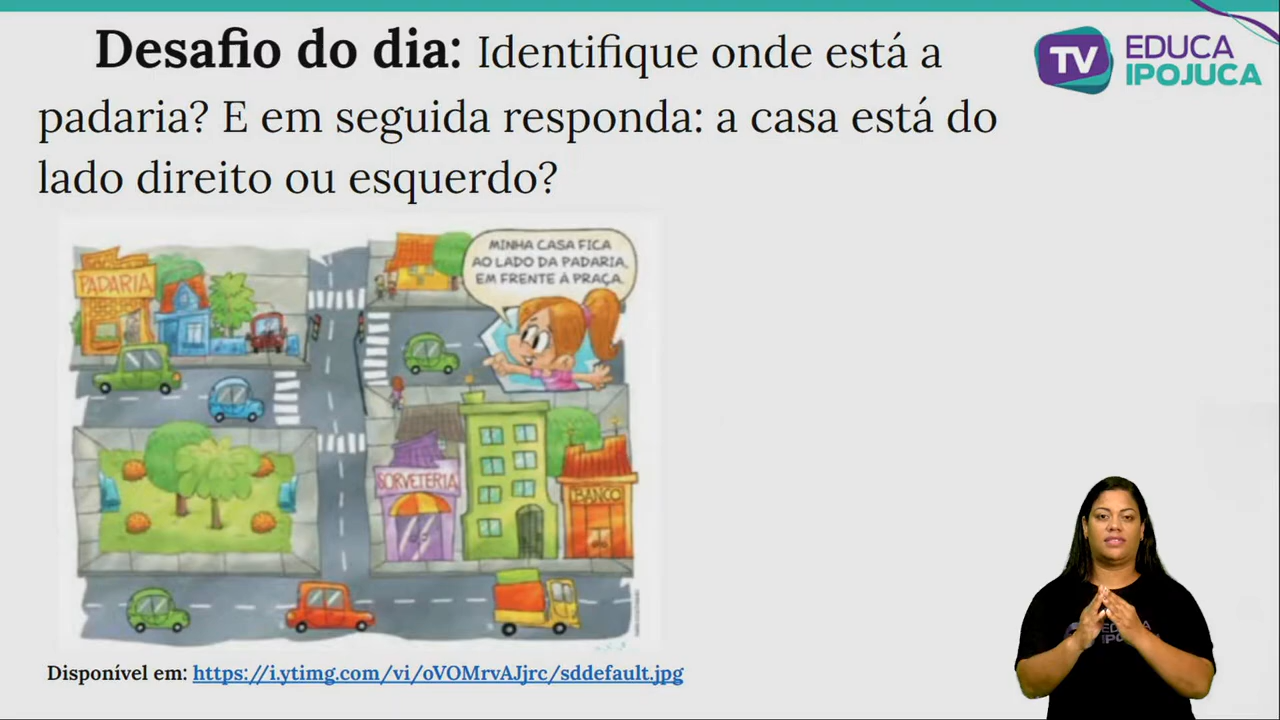 Desafio do dia: Identifique onde está a
padaria? E em seguida responda: a casa está do
lado direito ou esquerdo?
TV EDUCA
IPOJUCA
MINHA CASA FICA
AO LADO DA PADARIA,
EM FRENTE À PRAÇA.
PADARIA
SORVETERIA
BANCO
Disponível em: https://i.ytimg.com/vi/oVOMrvAJjrc/sddefault.jpg